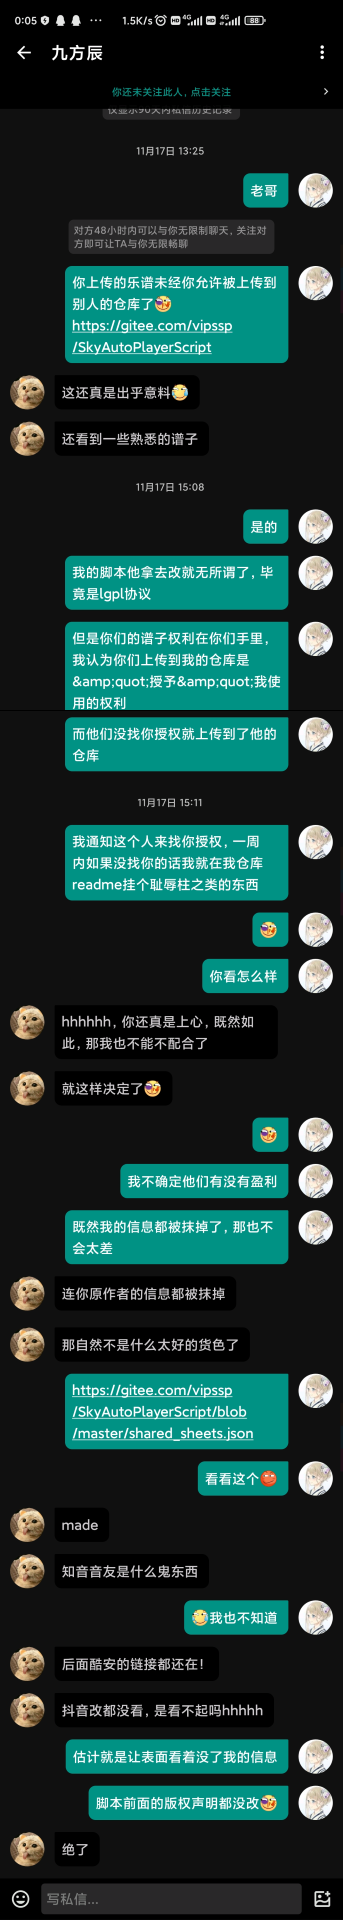 0:05
1.5K/s
4G
4G
88
九方辰
你还未关注此人，点击关注
仅显示90天内私信历史记录
11月17日 13:25
老哥
对方48小时内可以与你无限制聊天，关注对
方即可让TA与你无限畅聊
你上传的乐谱未经你允许被上传到
别人的仓库了
https://gitee.com/vipssp
/SkyAutoPlayerScript
这还真是出乎意料
还看到一些熟悉的谱子
11月17日 15:08
是的
我的脚本他拿去改就无所谓了，毕
竟是lgpl协议
但是你们的谱子权利在你们手里，
我认为你们上传到我的仓库是
&amp;quot;授予&amp;quot;我使
用的权利
而他们没找你授权就上传到了他的
仓库
11月17日 15:11
我通知这个人来找你授权，一周
内如果没找你的话我就在我仓库
readme挂个耻辱柱之类的东西
你看怎么样
hhhhhh，你还真是上心，既然如
此，那我也不能不配合了
就这样决定了
我不确定他们有没有盈利
既然我的信息都被抹掉了，那也不
会太差
连你原作者的信息都被抹掉
那自然不是什么太好的货色了
https://gitee.com/vipssp
/SkyAutoPlayerScript/blob
/master/shared_sheets.json
看看这个
made
知音音友是什么鬼东西
我也不知道
后面酷安的链接都还在！
抖音改都没看，是看不起吗hhhhh
估计就是让表面看着没了我的信息
脚本前面的版权声明都没改
绝了
写私信...